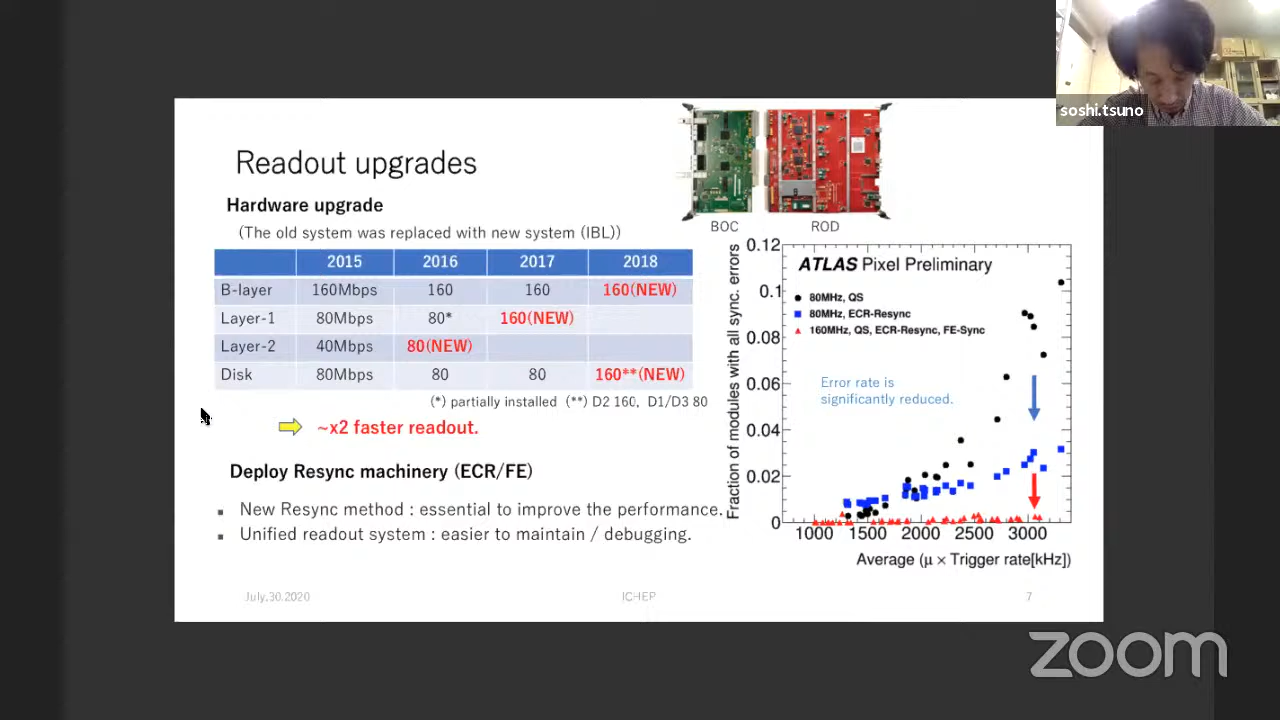 soshi.tsuno
Readout upgrades
Hardware upgrade
(The old system was replaced with new system (IBL))
BOC ROD
2015 2016 2017 2018
B-layer 160Mbps 160 160 160(NEW)
Layer-1 80Mbps 80* 160(NEW)
Layer-2 40Mbps 80(NEW)
Disk 80Mbps 80 80 160**(NEW)
(*) partially installed (**) D2 160, D1/D3 80
~x2 faster readout.
Deploy Resync machinery (ECR/FE)
▪ New Resync method : essential to improve the performance.
▪ Unified readout system : easier to maintain / debugging.
Fraction of modules with all sync. errors
0.12
0.1
0.08
0.06
0.04
0.02
0
ATLAS Pixel Preliminary
80MHz, QS
80MHz, ECR-Resync
160MHz, QS, ECR-Resync, FE-Sync
Error rate is
significantly reduced.
1000 1500 2000 2500 3000
Average (μ × Trigger rate[kHz])
July,30.2020 ICHEP 7
zoom